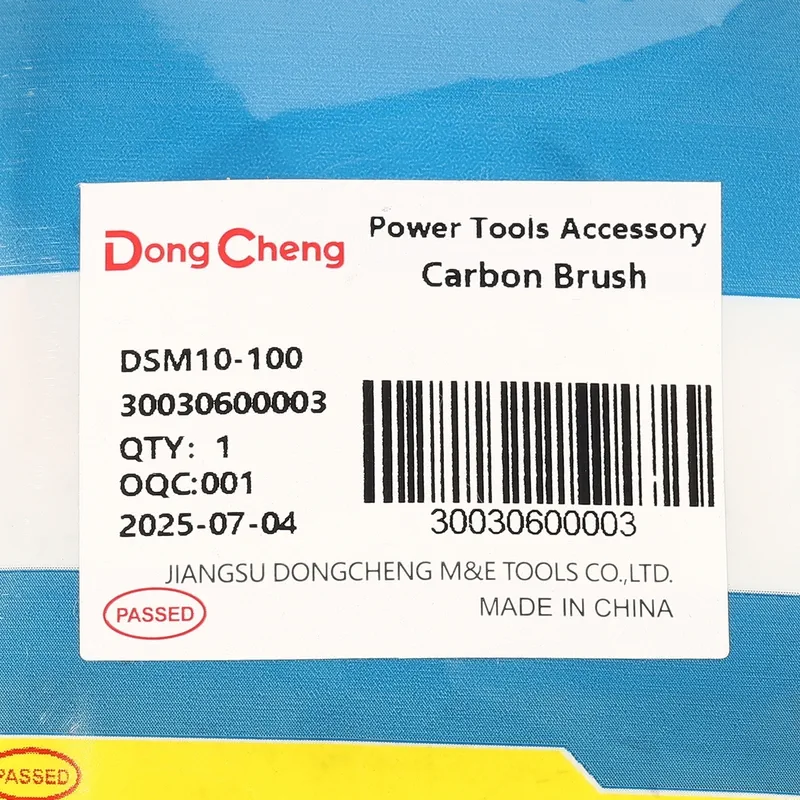 Dong Cheng
Power Tools Accessory
Carbon Brush
DSM10-100
30030600003
QTY: 1
OQC:001
2025-07-04
30030600003
JIANGSU DONGCHENG M&E TOOLS CO.,LTD.
PASSED
MADE IN CHINA
PASSED